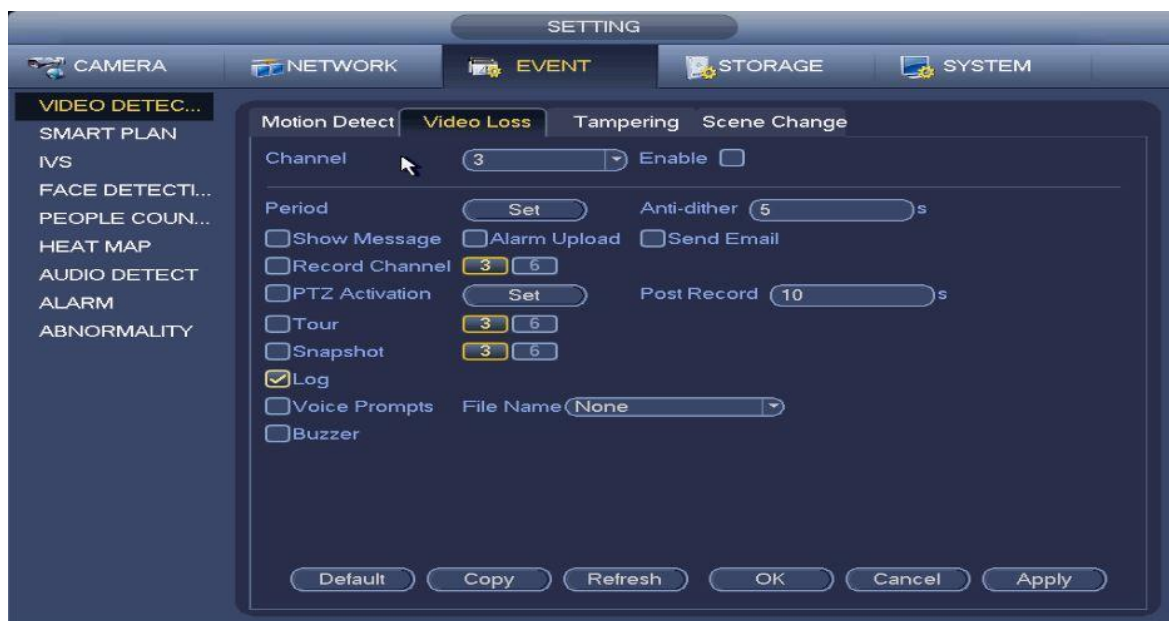 SETTING
CAMERA NETWORK EVENT STORAGE SYSTEM
VIDEO DETEC...
SMART PLAN
IVS
FACE DETECTI...
PEOPLE COUN...
HEAT MAP
AUDIO DETECT
ALARM
ABNORMALITY
Motion Detect Video Loss Tampering Scene Change
Channel 3 Enable
Period Set Anti-dither 5 s
Show Message Alarm Upload Send Email
Record Channel 3 6
PTZ Activation Set Post Record 10 s
Tour 3 6
Snapshot 3 6
Log
Voice Prompts File Name None
Buzzer
Default Copy Refresh OK Cancel Apply